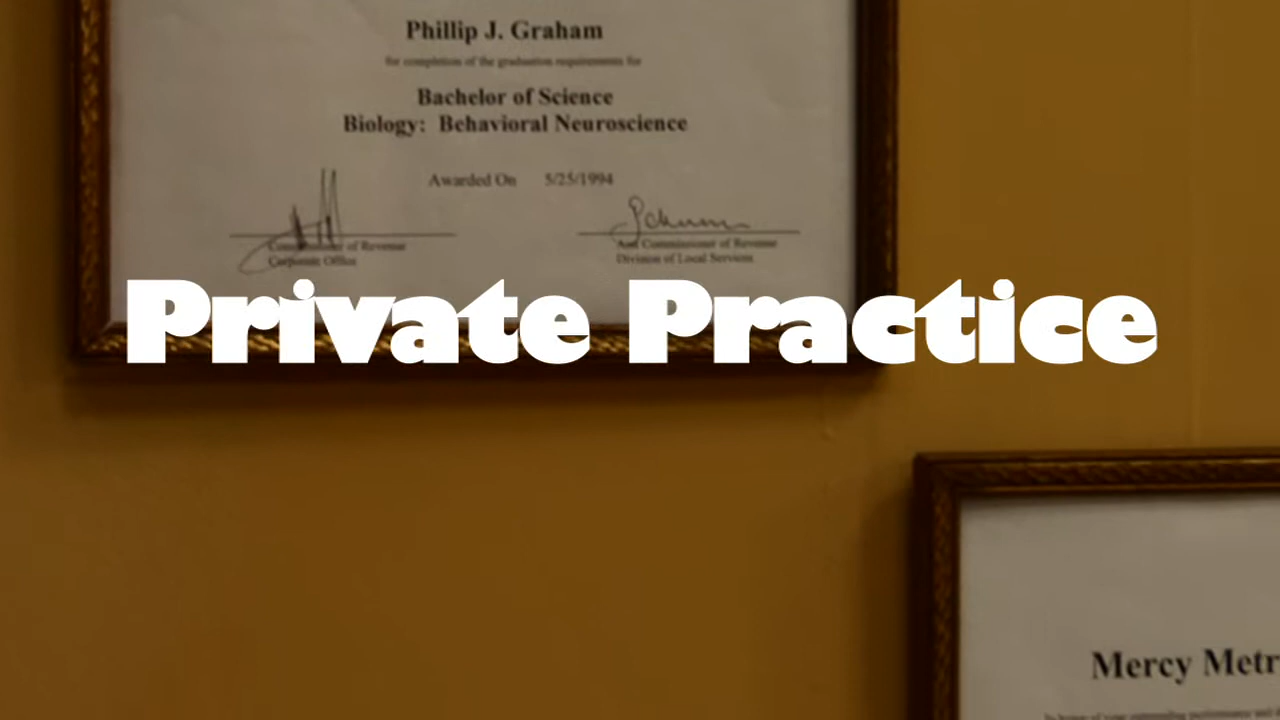 Phillip J. Graham
for completion of the graduation requirements for
Bachelor of Science
Biology: Behavioral Neuroscience
Awarded On 5/25/1994
Commissioner of Revenue
Corporate Office
Commissioner of Revenue
Division of Local Services
Private Practice
Mercy Metr